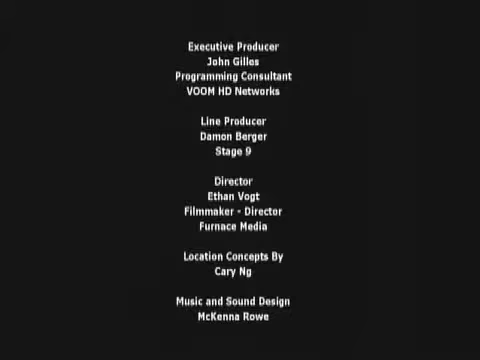 Executive Producer
John Gilles
Programming Consultant
VOOM HD Networks
Line Producer
Damon Berger
Stage 9
Director
Ethan Vogt
Filmmaker - Director
Furnace Media
Location Concepts By
Cary Ng
Music and Sound Design
McKenna Rowe